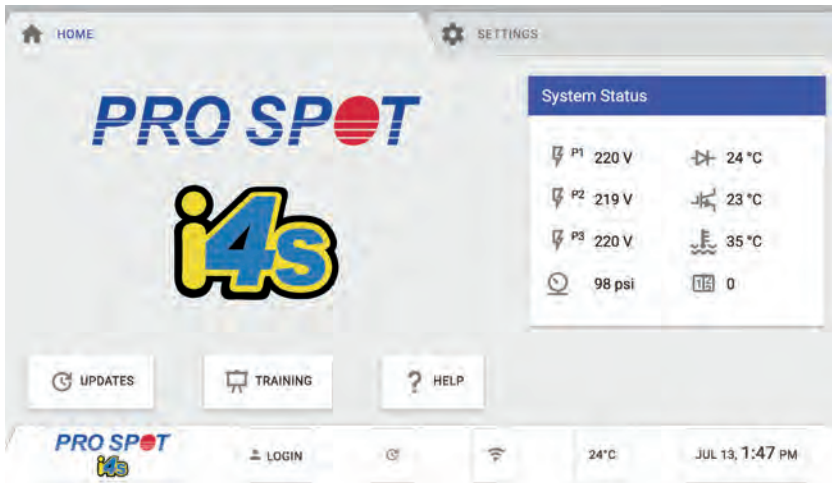 HOME
SETTINGS
PRO SPOT
i4s
System Status
P1 220 V 24 °C
P2 219 V 23 °C
P3 220 V 35 °C
98 psi 0
UPDATES
TRAINING
? HELP
PRO SPOT
i4s
LOGIN
24°C
JUL 13, 1:47 PM